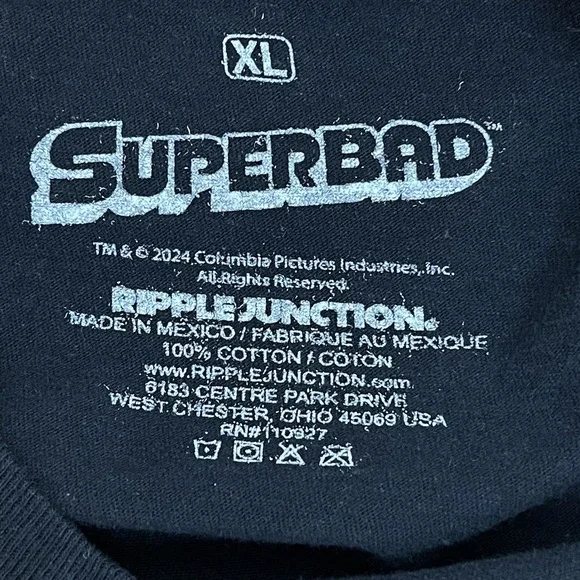 XL
SUPERBAD™
TM & © 2024 Columbia Pictures Industries, Inc.
All Rights Reserved.
RIPPLE JUNCTION®
MADE IN MEXICO / FABRIQUE AU MEXIQUE
100% COTTON / COTON
www.RIPPLEJUNCTION.com
6183 CENTRE PARK DRIVE
WEST CHESTER, OHIO 45069 USA
RN#110927